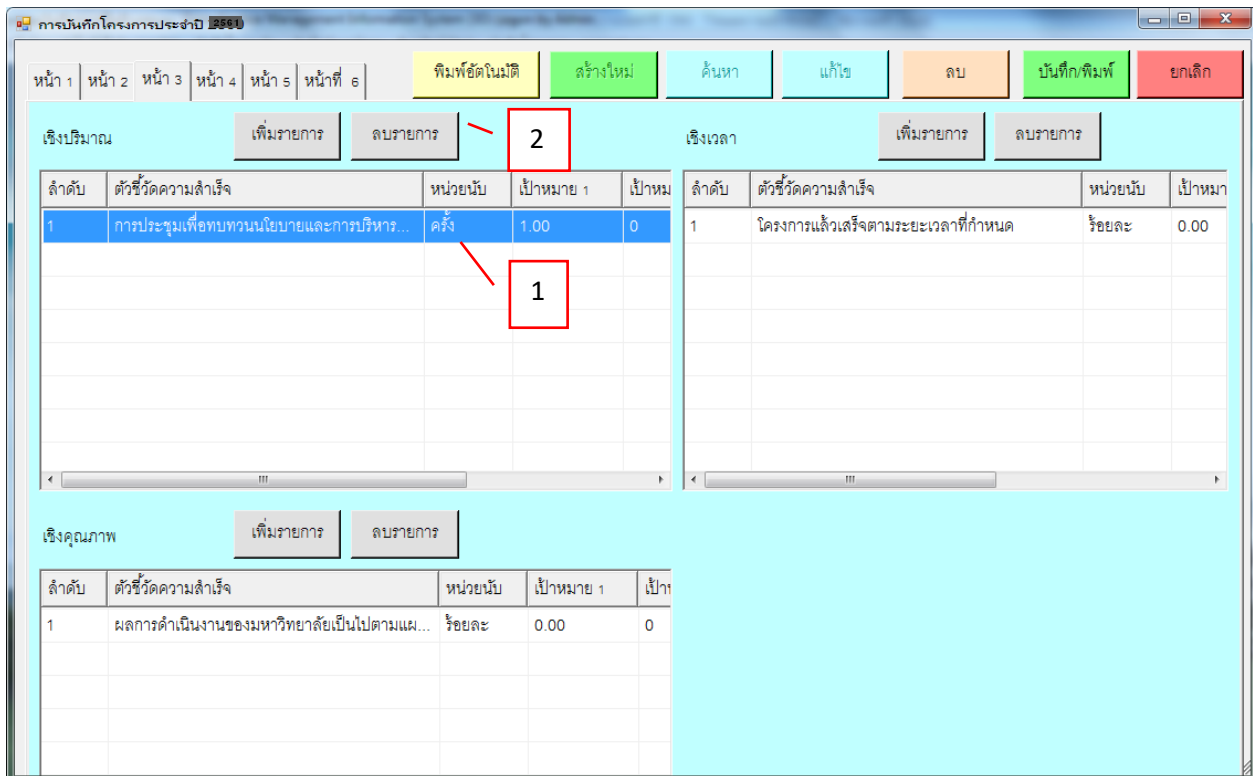 การบันทึกโครงการประจำปี 2561
หน้า 1 หน้า 2 หน้า 3 หน้า 4 หน้า 5 หน้าที่ 6
พิมพ์อัตโนมัติ สร้างใหม่ ค้นหา แก้ไข ลบ บันทึก/พิมพ์ ยกเลิก
เชิงปริมาณ เพิ่มรายการ ลบรายการ 2
ลำดับ ตัวชี้วัดความสำเร็จ หน่วยนับ เป้าหมาย 1 เป้าหม
1 การประชุมเพื่อทบทวนนโยบายและการบริหาร... ครั้ง 1.00 0
1
เชิงเวลา เพิ่มรายการ ลบรายการ
ลำดับ ตัวชี้วัดความสำเร็จ หน่วยนับ เป้าหมา
1 โครงการแล้วเสร็จตามระยะเวลาที่กำหนด ร้อยละ 0.00
เชิงคุณภาพ เพิ่มรายการ ลบรายการ
ลำดับ ตัวชี้วัดความสำเร็จ หน่วยนับ เป้าหมาย 1 เป้าห
1 ผลการดำเนินงานของมหาวิทยาลัยเป็นไปตามแผ... ร้อยละ 0.00 0